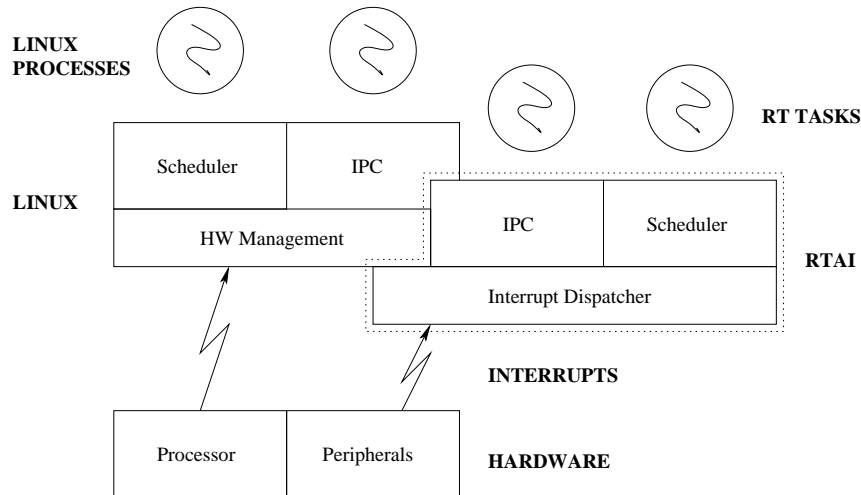 LINUX
PROCESSES
RT TASKS
Scheduler
IPC
LINUX
IPC
Scheduler
HW Management
RTAI
Interrupt Dispatcher
INTERRUPTS
Processor
Peripherals
HARDWARE